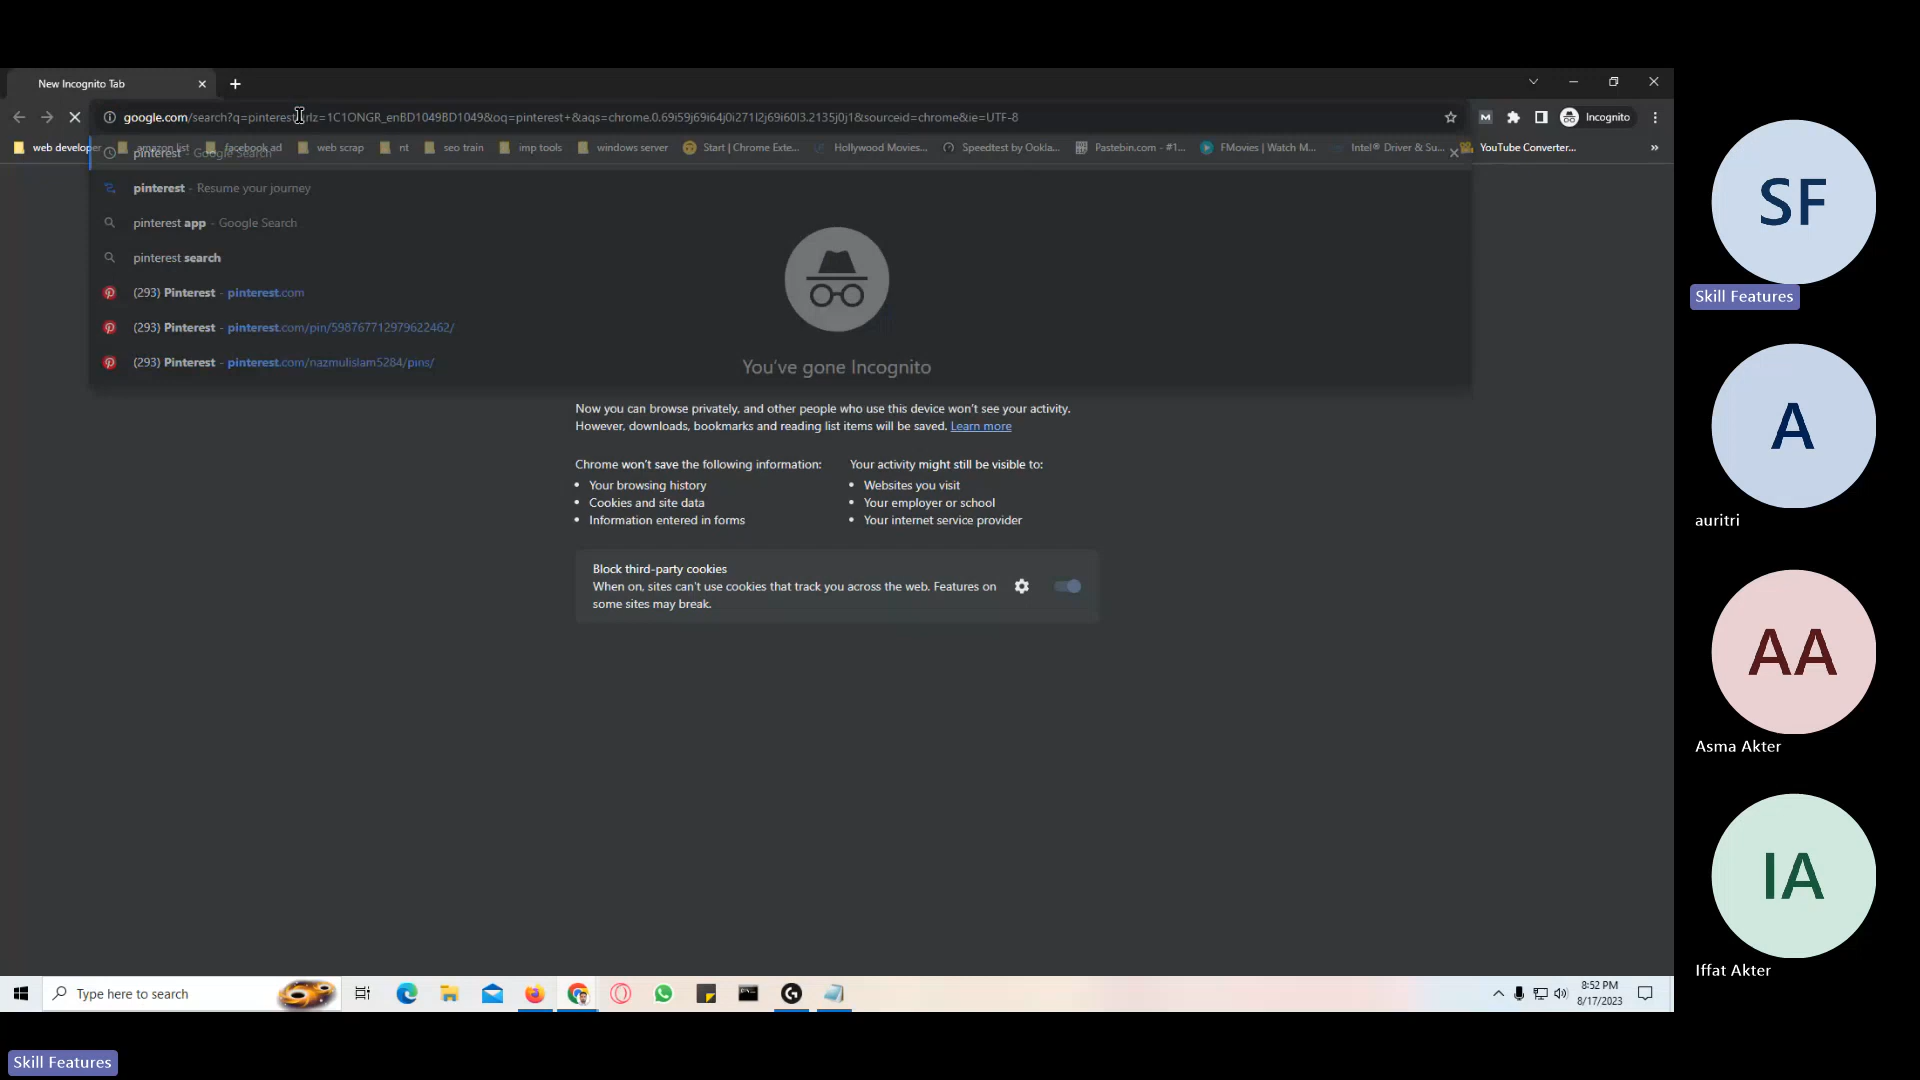 New Incognito Tab
google.com/search?q=pinterest rlz=1C1ONGR_enBD1049BD1049&oq=pinterest+&aqs=chrome.0.69i59j69i64j0i271l2j69i60l3.2135j0j1&sourceid=chrome&ie=UTF-8
Incognito
web develope amazon list facebook ad web scrap nt seo train imp tools windows server Start | Chrome Exte... Hollywood Movies... Speedtest by Ookla... Pastebin.com - #1... FMovies | Watch M... Intel® Driver & Su... YouTube Converter... »
pinterest - Google Search
pinterest - Resume your journey
pinterest app - Google Search
pinterest search
(293) Pinterest - pinterest.com
(293) Pinterest - pinterest.com/pin/598767712979622462/
(293) Pinterest - pinterest.com/nazmulislam5284/pins/
You've gone Incognito
Now you can browse privately, and other people who use this device won't see your activity.
However, downloads, bookmarks and reading list items will be saved. Learn more
Chrome won't save the following information:
• Your browsing history
• Cookies and site data
• Information entered in forms
Your activity might still be visible to:
• Websites you visit
• Your employer or school
• Your internet service provider
Block third-party cookies
When on, sites can't use cookies that track you across the web. Features on
some sites may break.
Type here to search
8:52 PM
8/17/2023
SF
Skill Features
A
auritri
AA
Asma Akter
IA
Iffat Akter
Skill Features